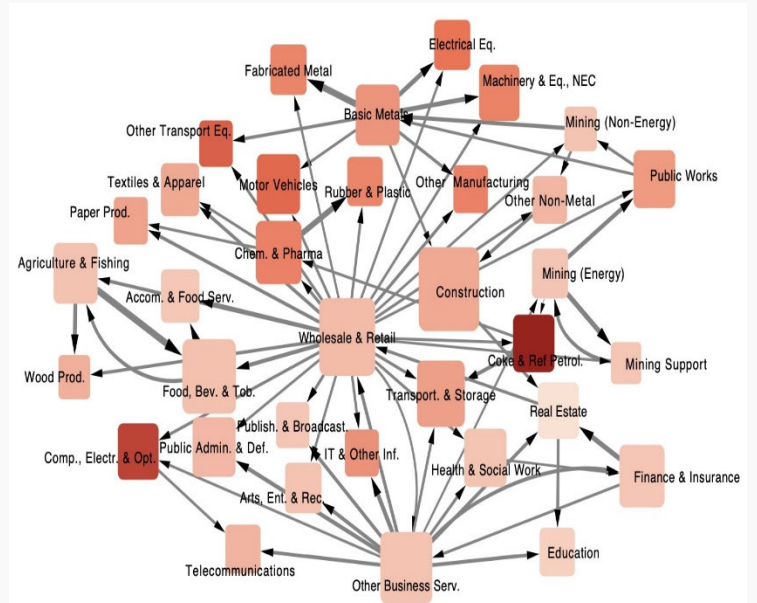 Electrical Eq.
Fabricated Metal
Machinery & Eq., NEC
Basic Metals
Mining (Non-Energy)
Other Transport Eq.
Public Works
Textiles & Apparel
Motor Vehicles
Rubber & Plastic
Other Manufacturing
Other Non-Metal
Paper Prod.
Chem. & Pharma
Agriculture & Fishing
Mining (Energy)
Accom. & Food Serv.
Construction
Wholesale & Retail
Coke & Ref Petrol.
Mining Support
Wood Prod.
Food, Bev. & Tob.
Transport. & Storage
Real Estate
Publish. & Broadcast.
Public Admin. & Def.
Comp., Electr. & Opt.
IT & Other Inf.
Health & Social Work
Finance & Insurance
Arts, Ent. & Rec.
Education
Telecommunications
Other Business Serv.